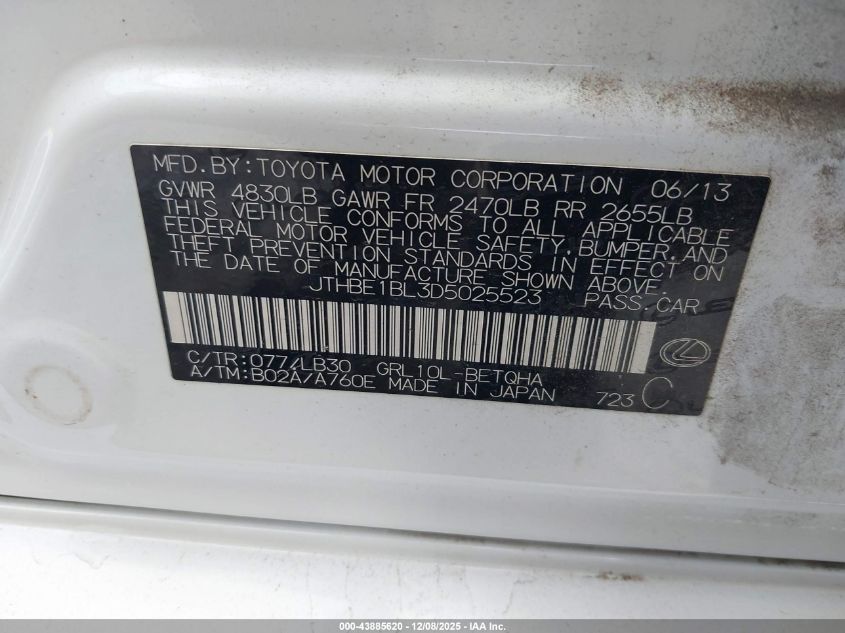 MFD.BY:TOYOTA MOTOR CORPORATION 06/13
GVWR 4830LB GAWR FR 2470LB RR 2655LB
THIS VEHICLE CONFORMS TO ALL APPLICABLE
FEDERAL MOTOR VEHICLE SAFETY,BUMPER,AND
THEFT PREVENTION STANDARDS IN EFFECT ON
THE DATE OF MANUFACTURE SHOWN ABOVE.
JTHBE1BL3D5025523 PASS.CAR
C/TR:077/LB30 GRL10L-BETQHA
A/TM:B02A/A760E MADE IN JAPAN 723 C
000-43885620 - 12/08/2025 - IAA Inc.